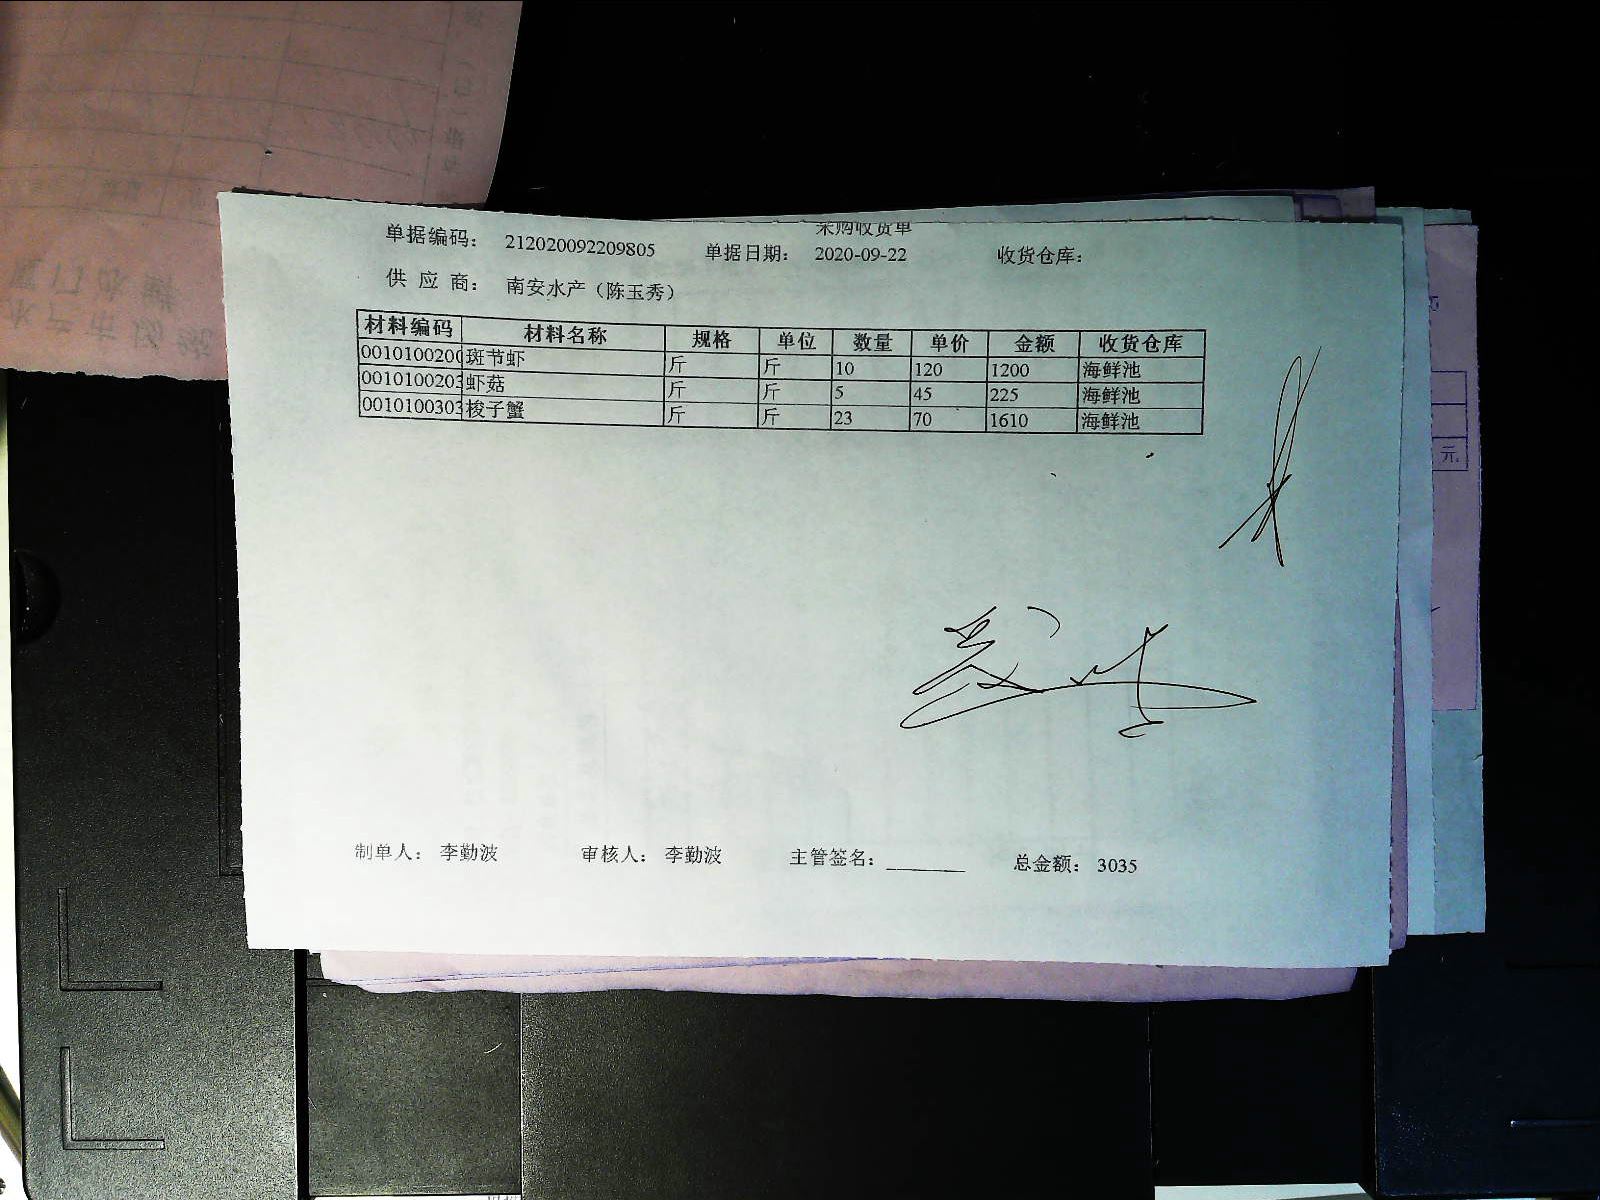 采购收货单
单据编码： 212020092209805 单据日期： 2020-09-22 收货仓库：
供 应 商： 南安水产（陈玉秀）
材料编码 材料名称 规格 单位 数量 单价 金额 收货仓库
0010100200 斑节虾 斤 斤 10 120 1200 海鲜池
0010100203 虾菇 斤 斤 5 45 225 海鲜池
0010100303 梭子蟹 斤 斤 23 70 1610 海鲜池
制单人： 李勤波 审核人： 李勤波 主管签名： 总金额： 3035
元